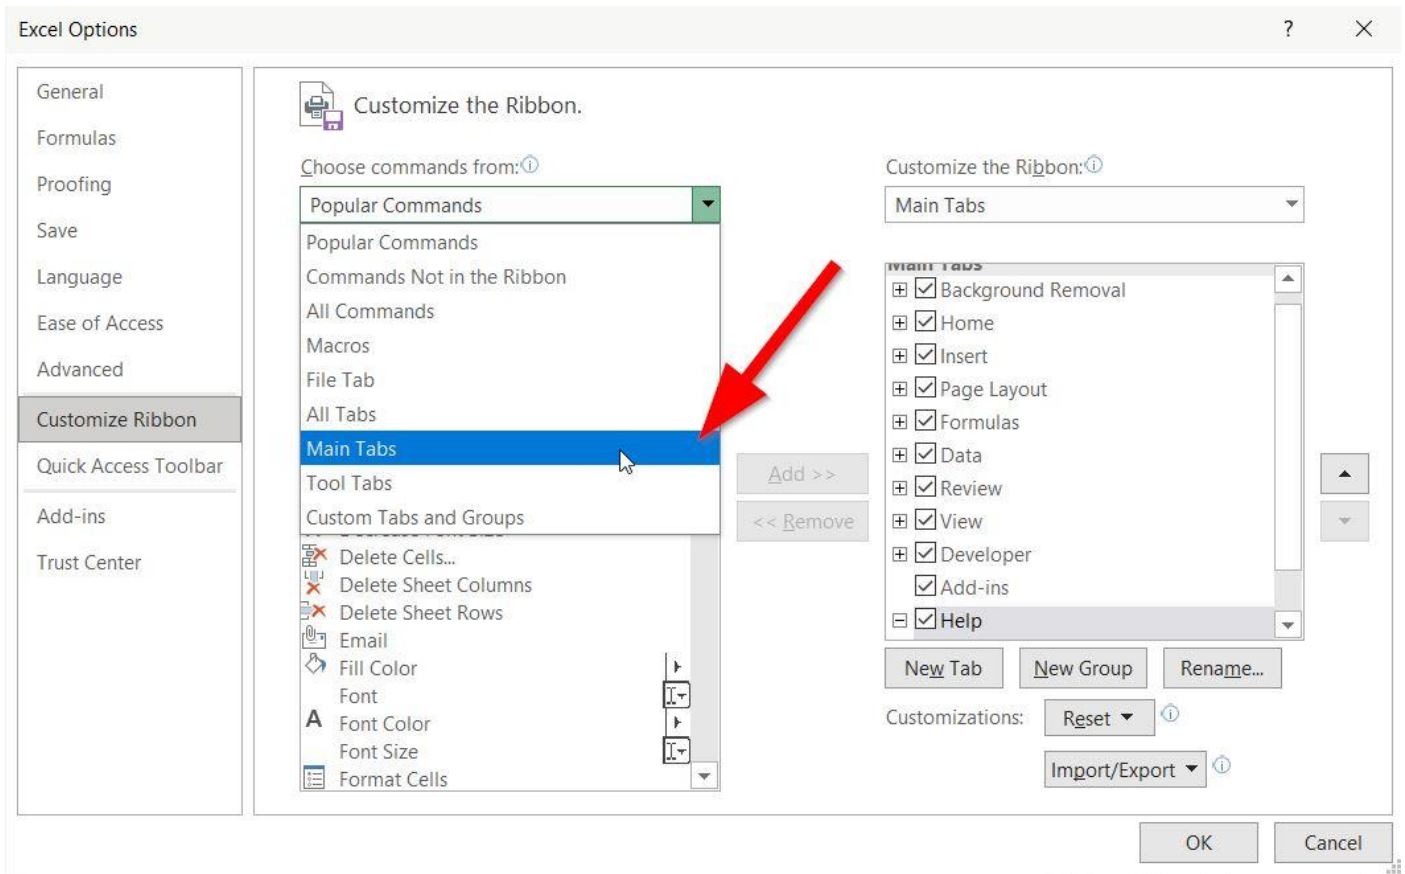 Excel Options
?
General
Formulas
Proofing
Save
Language
Ease of Access
Advanced
Customize Ribbon
Quick Access Toolbar
Add-ins
Trust Center
Customize the Ribbon.
Choose commands from:
Popular Commands
Popular Commands
Commands Not in the Ribbon
All Commands
Macros
File Tab
All Tabs
Main Tabs
Tool Tabs
Custom Tabs and Groups
Delete Cells...
Delete Sheet Columns
Delete Sheet Rows
Email
Fill Color
Font
Font Color
Font Size
Format Cells
Add >>
<< Remove
Customize the Ribbon:
Main Tabs
Main Tabs
Background Removal
Home
Insert
Page Layout
Formulas
Data
Review
View
Developer
Add-ins
Help
New Tab
New Group
Rename...
Customizations:
Reset
Import/Export
OK
Cancel